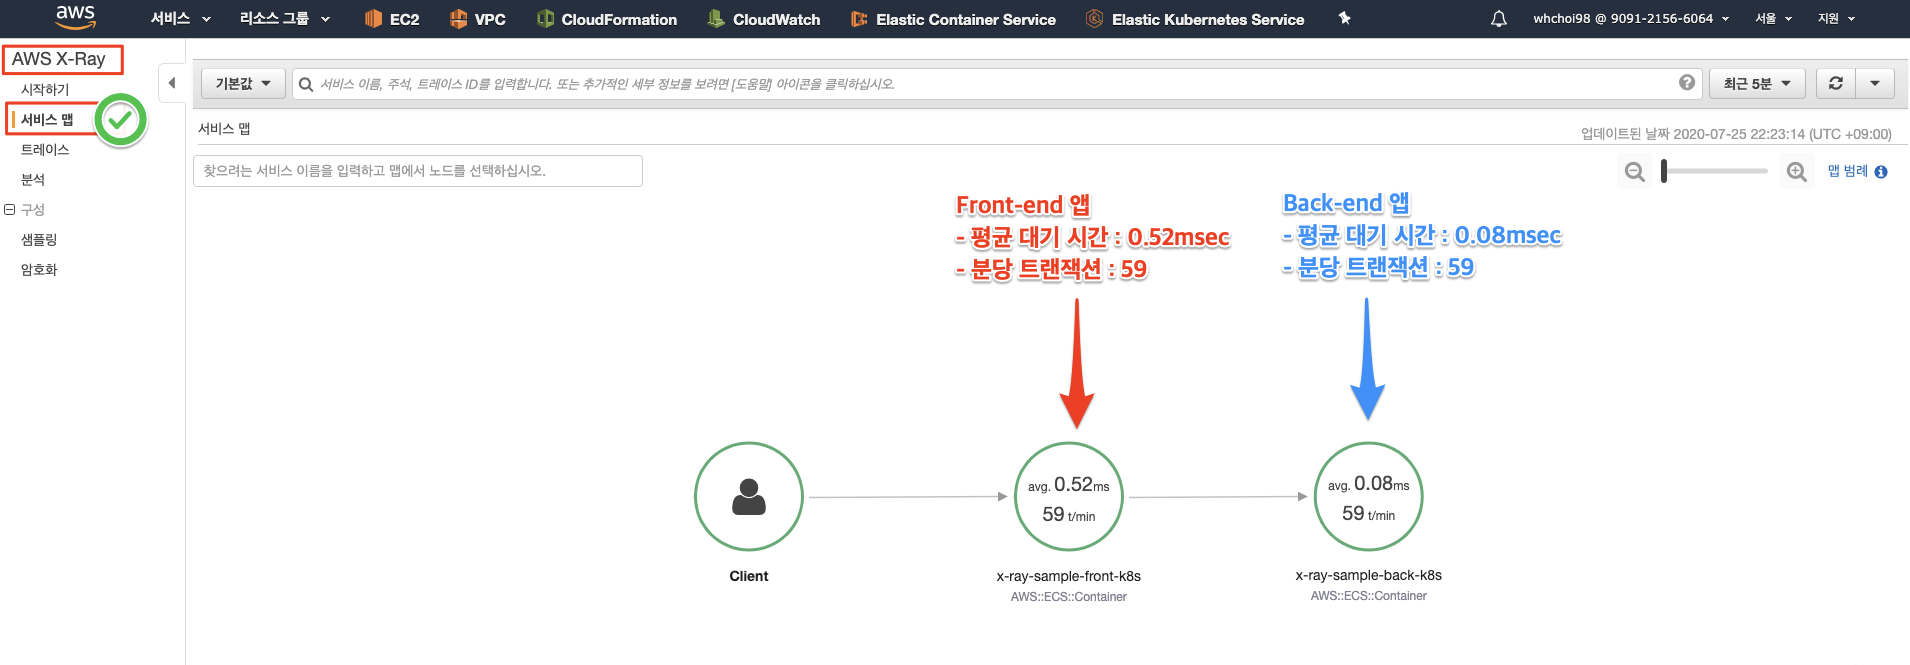 aws 서비스 리소스 그룹 EC2 VPC CloudFormation CloudWatch Elastic Container Service Elastic Kubernetes Service whchoi98 @ 9091-2156-6064 서울 지원
AWS X-Ray
시작하기
서비스 맵
트레이스
분석
구성
샘플링
암호화
기본값 서비스 이름, 주석, 트레이스 ID를 입력합니다. 또는 추가적인 세부 정보를 보려면 [도움말] 아이콘을 클릭하십시오. 최근 5분
서비스 맵
업데이트된 날짜 2020-07-25 22:23:14 (UTC +09:00)
찾으려는 서비스 이름을 입력하고 맵에서 노드를 선택하십시오.
맵 범례
Front-end 앱
- 평균 대기 시간 : 0.52msec
- 분당 트랜잭션 : 59
Back-end 앱
- 평균 대기 시간 : 0.08msec
- 분당 트랜잭션 : 59
Client
avg. 0.52ms
59 t/min
x-ray-sample-front-k8s
AWS::ECS::Container
avg. 0.08ms
59 t/min
x-ray-sample-back-k8s
AWS::ECS::Container